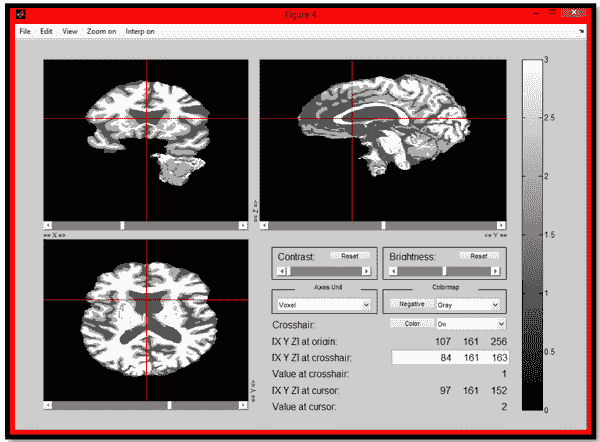 Figure 4
File Edit View Zoom on Interp on
3
2.5
2
1.5
1
0.5
0
<= Z =>
<= X =>
<= Y =>
<= Y =>
Contrast: Reset
Brightness: Reset
Axes Unit
Colormap
Voxel
Negative Gray
Crosshair: Color On
[X Y Z] at origin: 107 161 256
[X Y Z] at crosshair: 84 161 163
Value at crosshair: 1
[X Y Z] at cursor: 97 161 152
Value at cursor: 2